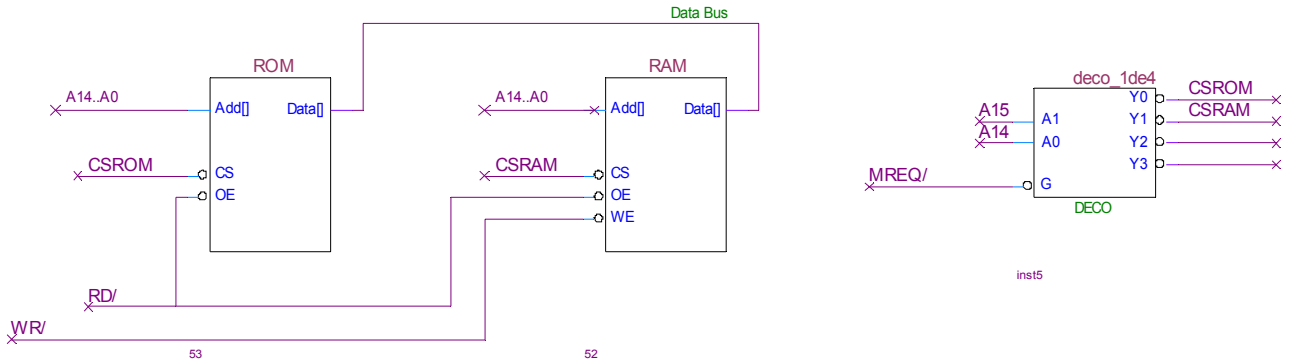 Data Bus
ROM
A14..A0
Add[]
Data[]
CSROM
CS
OE
RD/
WR/
53
RAM
A14..A0
Add[]
Data[]
CSRAM
CS
OE
WE
52
deco_1de4
A15
A1
Y0
CSROM
A14
A0
Y1
CSRAM
Y2
Y3
MREQ/
G
DECO
inst5